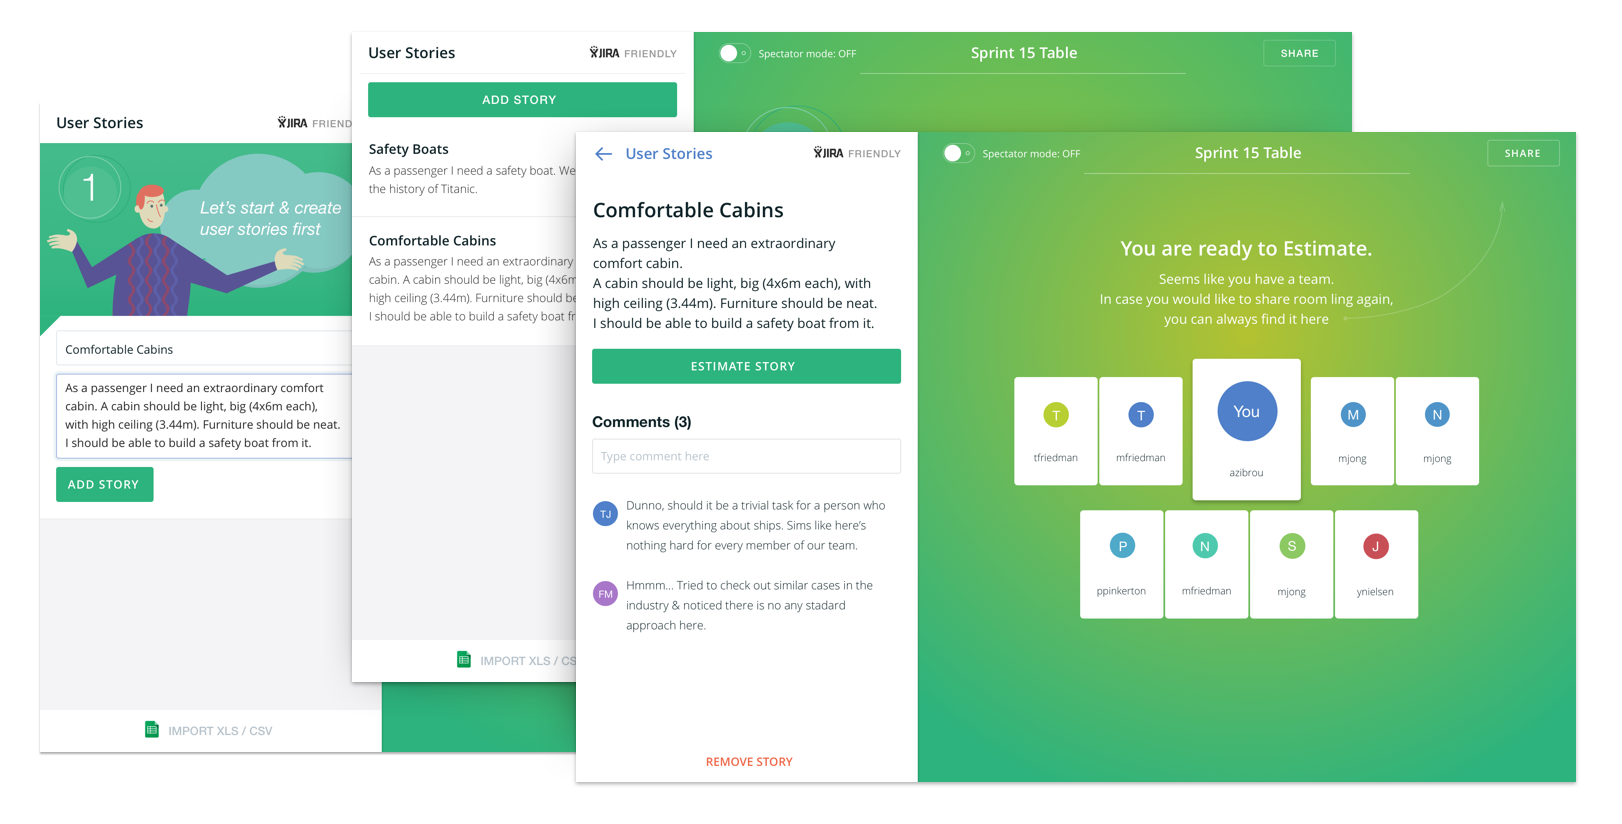 User Stories
JIRA FRIEND
1
Let's start & create
user stories first
Comfortable Cabins
As a passenger I need an extraordinary comfort
cabin. A cabin should be light, big (4x6m each),
with high ceiling (3.44m). Furniture should be neat.
I should be able to build a safety boat from it.
ADD STORY
IMPORT XLS / CSV
User Stories
JIRA FRIENDLY
ADD STORY
Safety Boats
As a passenger I need a safety boat. We
the history of Titanic.
Comfortable Cabins
As a passenger I need an extraordinary
cabin. A cabin should be light, big (4x6m
high ceiling (3.44m). Furniture should be
I should be able to build a safety boat fr
IMPORT XLS / CS
Spectator mode: OFF
Sprint 15 Table
SHARE
User Stories
JIRA FRIENDLY
Comfortable Cabins
As a passenger I need an extraordinary
comfort cabin.
A cabin should be light, big (4x6m each), with
high ceiling (3.44m). Furniture should be neat.
I should be able to build a safety boat from it.
ESTIMATE STORY
Comments (3)
Type comment here
TJ
Dunno, should it be a trivial task for a person who
knows everything about ships. Sims like here's
nothing hard for every member of our team.
FM
Hmmm... Tried to check out similar cases in the
industry & noticed there is no any stadard
approach here.
REMOVE STORY
Spectator mode: OFF
Sprint 15 Table
SHARE
You are ready to Estimate.
Seems like you have a team.
In case you would like to share room ling again,
you can always find it here
T
tfriedman
T
mfriedman
You
azibrou
M
mjong
N
mjong
P
ppinkerton
N
mfriedman
S
mjong
J
ynielsen